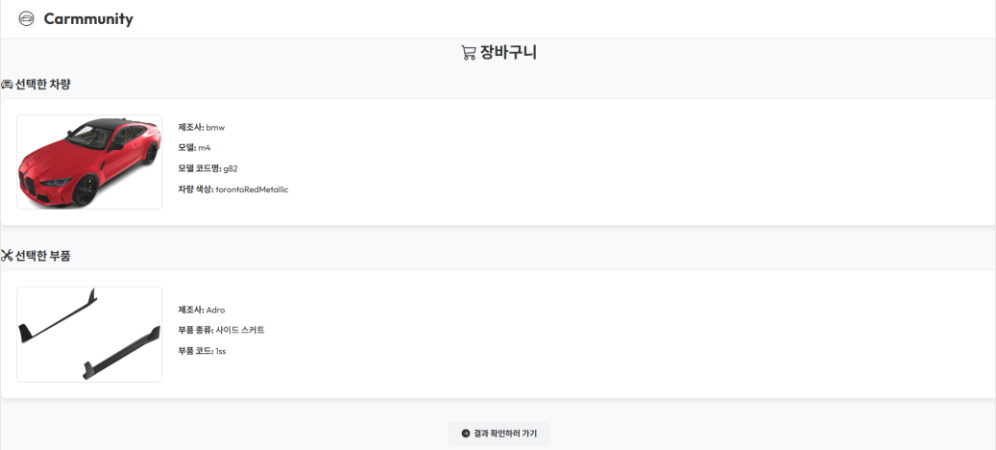 Carmmunity
장바구니
선택한 차량
제조사: bmw
모델: m4
모델 코드명: g82
차량 색상: torontoRedMetallic
선택한 부품
제조사: Adro
부품 종류: 사이드 스커트
부품 코드: 1ss
결과 확인하러 가기